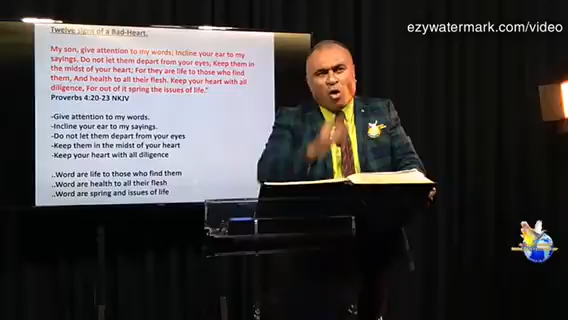 ezywatermark.com/video
Twelve Signs of a Bad-Heart.
My son, give attention to my words; Incline your ear to my
sayings. Do not let them depart from your eyes; Keep them in
the midst of your heart; For they are life to those who find
them, And health to all their flesh. Keep your heart with all
diligence, For out of it spring the issues of life."
Proverbs 4:20-23 NKJV
-Give attention to my words.
-Incline your ear to my sayings.
-Do not let them depart from your eyes
-Keep them in the midst of your heart
-Keep your heart with all diligence
..Word are life to those who find them
..Word are health to all their flesh
..Word are spring and issues of life